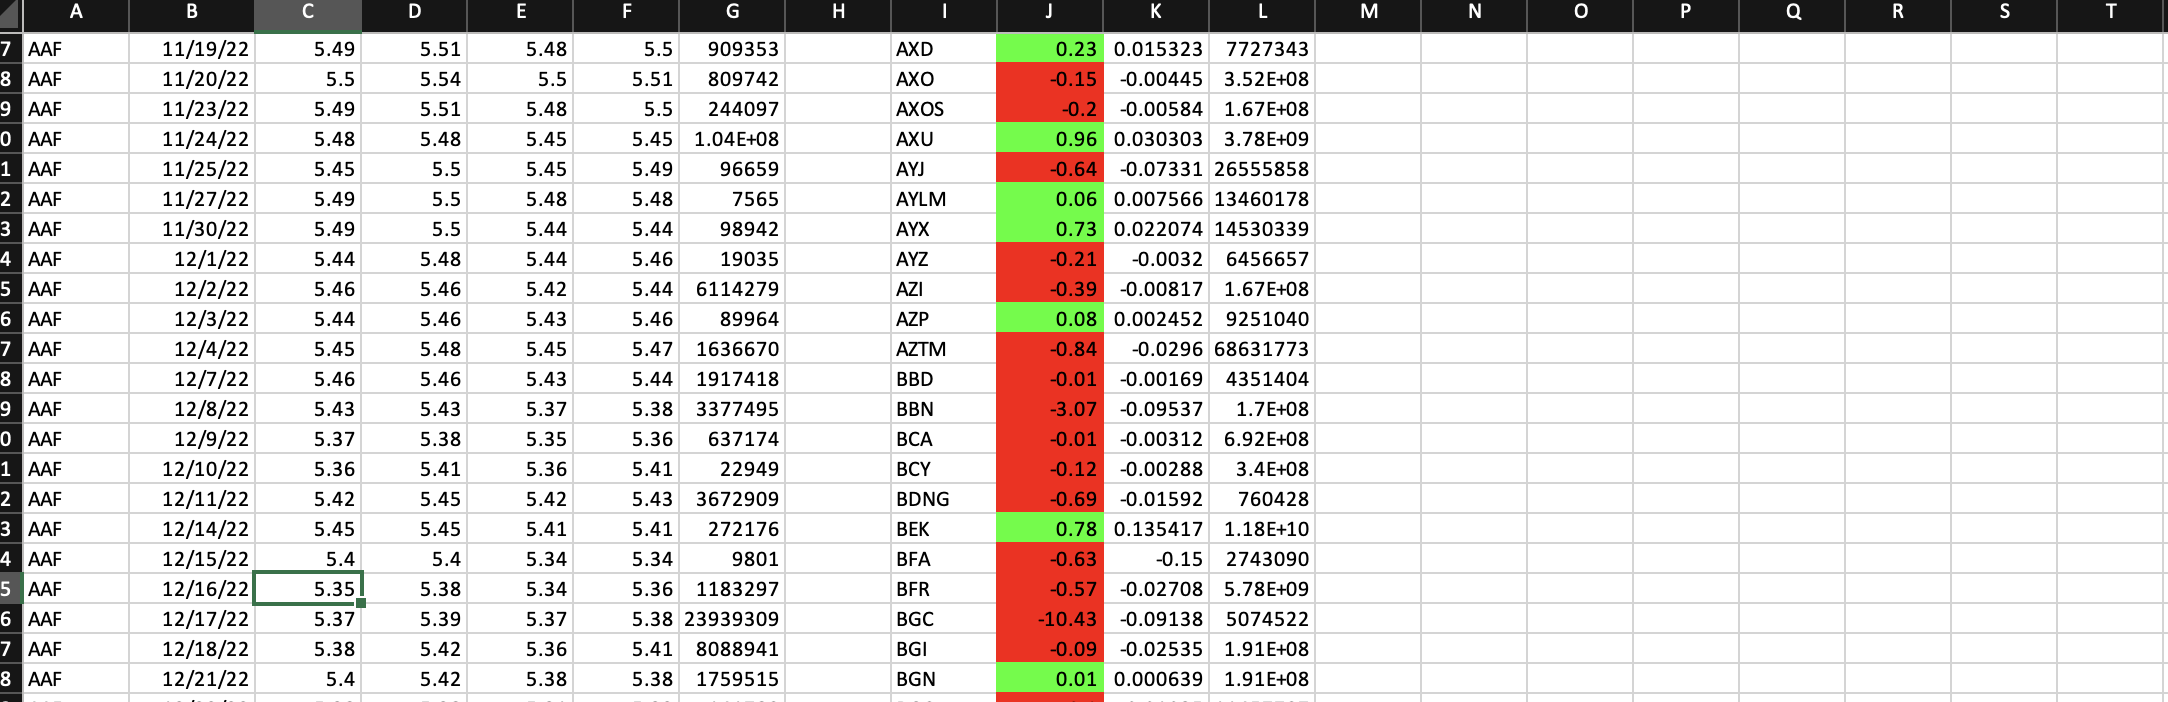 A B C D E F G H I J K L M N O P Q R S T
7 AAF 11/19/22 5.49 5.51 5.48 5.5 909353 AXD 0.23 0.015323 7727343
8 AAF 11/20/22 5.5 5.54 5.5 5.51 809742 AXO -0.15 -0.00445 3.52E+08
9 AAF 11/23/22 5.49 5.51 5.48 5.5 244097 AXOS -0.2 -0.00584 1.67E+08
0 AAF 11/24/22 5.48 5.48 5.45 5.45 1.04E+08 AXU 0.96 0.030303 3.78E+09
1 AAF 11/25/22 5.45 5.5 5.45 5.49 96659 AYJ -0.64 -0.07331 26555858
2 AAF 11/27/22 5.49 5.5 5.48 5.48 7565 AYLM 0.06 0.007566 13460178
3 AAF 11/30/22 5.49 5.5 5.44 5.44 98942 AYX 0.73 0.022074 14530339
4 AAF 12/1/22 5.44 5.48 5.44 5.46 19035 AYZ -0.21 -0.0032 6456657
5 AAF 12/2/22 5.46 5.46 5.42 5.44 6114279 AZI -0.39 -0.00817 1.67E+08
6 AAF 12/3/22 5.44 5.46 5.43 5.46 89964 AZP 0.08 0.002452 9251040
7 AAF 12/4/22 5.45 5.48 5.45 5.47 1636670 AZTM -0.84 -0.0296 68631773
8 AAF 12/7/22 5.46 5.46 5.43 5.44 1917418 BBD -0.01 -0.00169 4351404
9 AAF 12/8/22 5.43 5.43 5.37 5.38 3377495 BBN -3.07 -0.09537 1.7E+08
0 AAF 12/9/22 5.37 5.38 5.35 5.36 637174 BCA -0.01 -0.00312 6.92E+08
1 AAF 12/10/22 5.36 5.41 5.36 5.41 22949 BCY -0.12 -0.00288 3.4E+08
2 AAF 12/11/22 5.42 5.45 5.42 5.43 3672909 BDNG -0.69 -0.01592 760428
3 AAF 12/14/22 5.45 5.45 5.41 5.41 272176 BEK 0.78 0.135417 1.18E+10
4 AAF 12/15/22 5.4 5.4 5.34 5.34 9801 BFA -0.63 -0.15 2743090
5 AAF 12/16/22 5.35 5.38 5.34 5.36 1183297 BFR -0.57 -0.02708 5.78E+09
6 AAF 12/17/22 5.37 5.39 5.37 5.38 23939309 BGC -10.43 -0.09138 5074522
7 AAF 12/18/22 5.38 5.42 5.36 5.41 8088941 BGI -0.09 -0.02535 1.91E+08
8 AAF 12/21/22 5.4 5.42 5.38 5.38 1759515 BGN 0.01 0.000639 1.91E+08